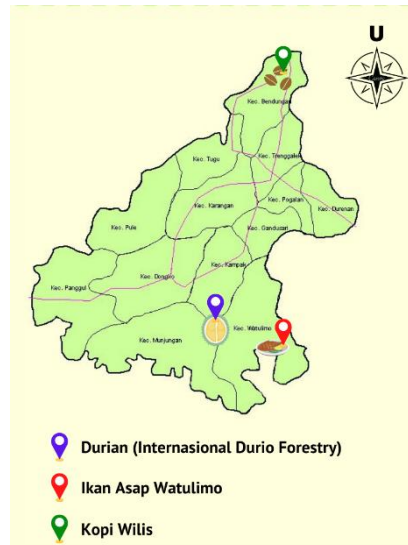 U
Kec. Bendungan
Kec. Tugu
Kec. Trenggalek
Kec. Karangan
Kec. Pogalan
Kec. Durenan
Kec. Pule
Kec. Gandusari
Kec. Kampak
Kec. Dongko
Kec. Panggul
Kec. Watulimo
Kec. Munjungan
Durian (Internasional Durio Forestry)
Ikan Asap Watulimo
Kopi Wilis